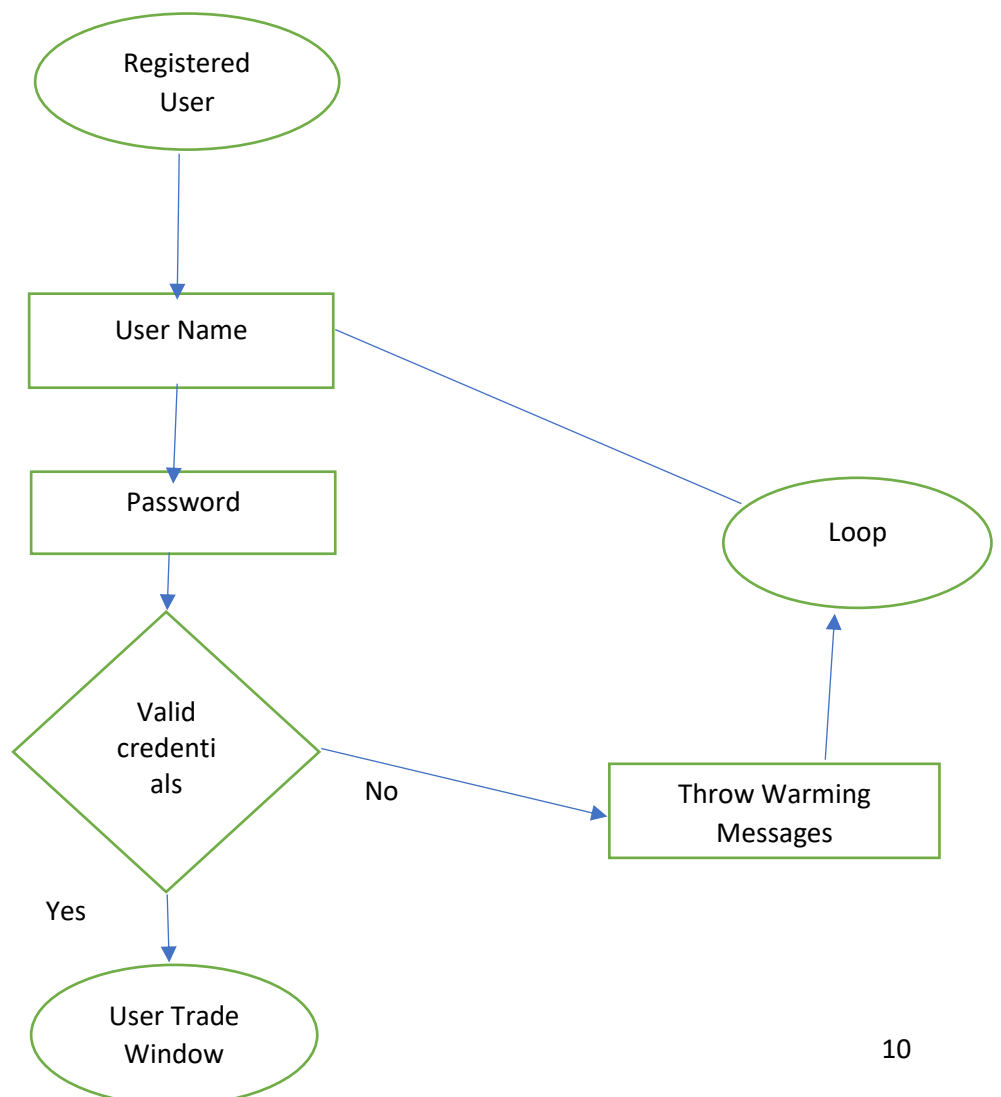 Registered
User
User Name
Password
Loop
Valid
credenti
als
No
Throw Warming
Messages
Yes
User Trade
Window
10